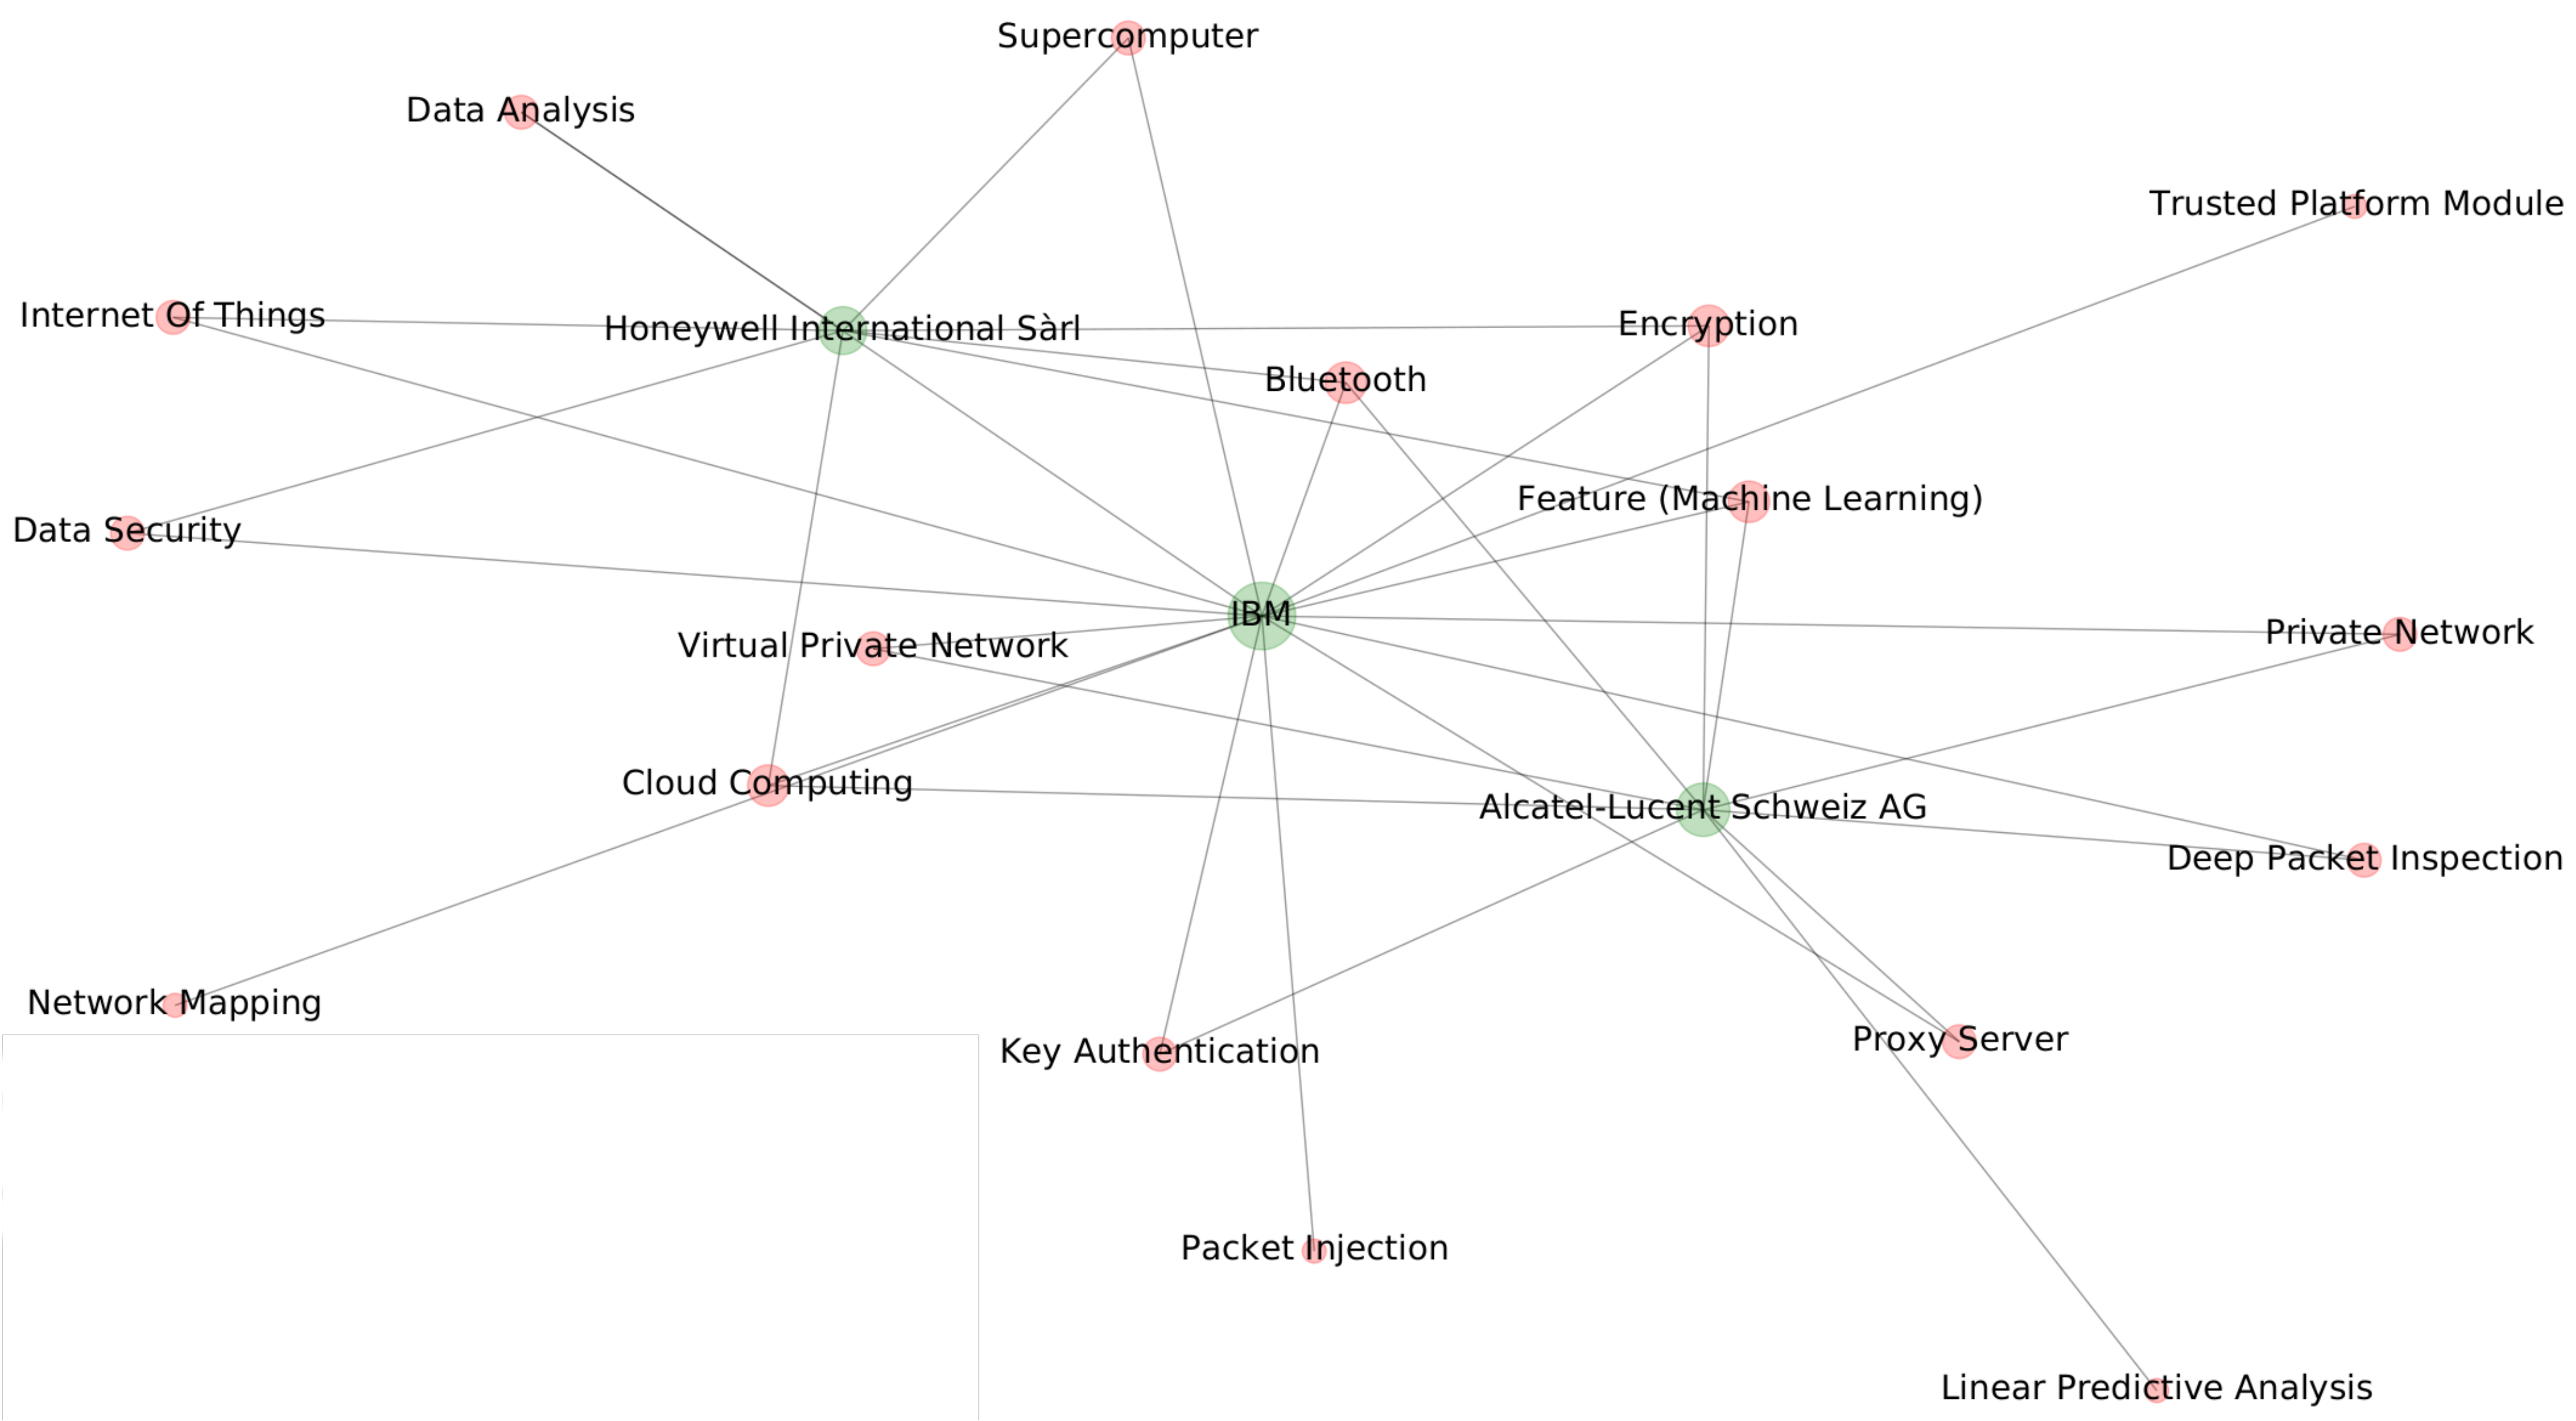 Supercomputer
Data Analysis
Trusted Platform Module
Internet Of Things
Honeywell International Sàrl
Encryption
Bluetooth
Feature (Machine Learning)
Data Security
IBM
Virtual Private Network
Private Network
Cloud Computing
Alcatel-Lucent Schweiz AG
Deep Packet Inspection
Network Mapping
Key Authentication
Proxy Server
Packet Injection
Linear Predictive Analysis